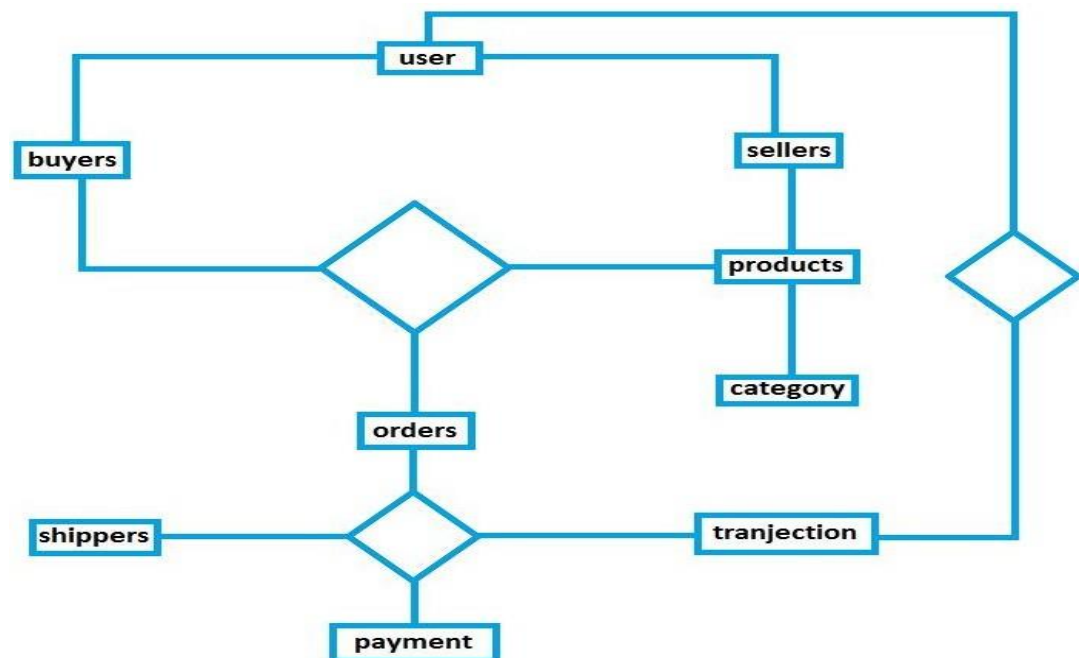 user
buyers
sellers
products
category
orders
shippers
tranjection
payment